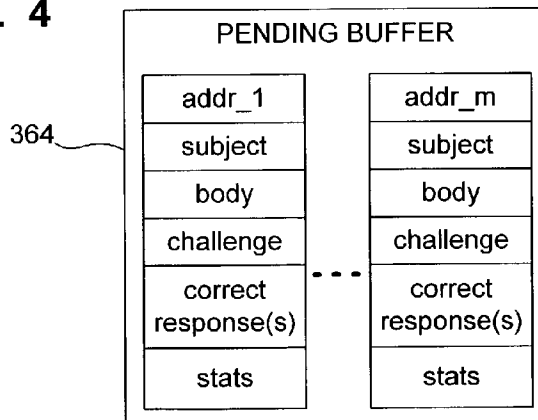 . 4
PENDING BUFFER
364
addr_1
subject
body
challenge
correct
response(s)
stats
addr_m
subject
body
challenge
correct
response(s)
stats